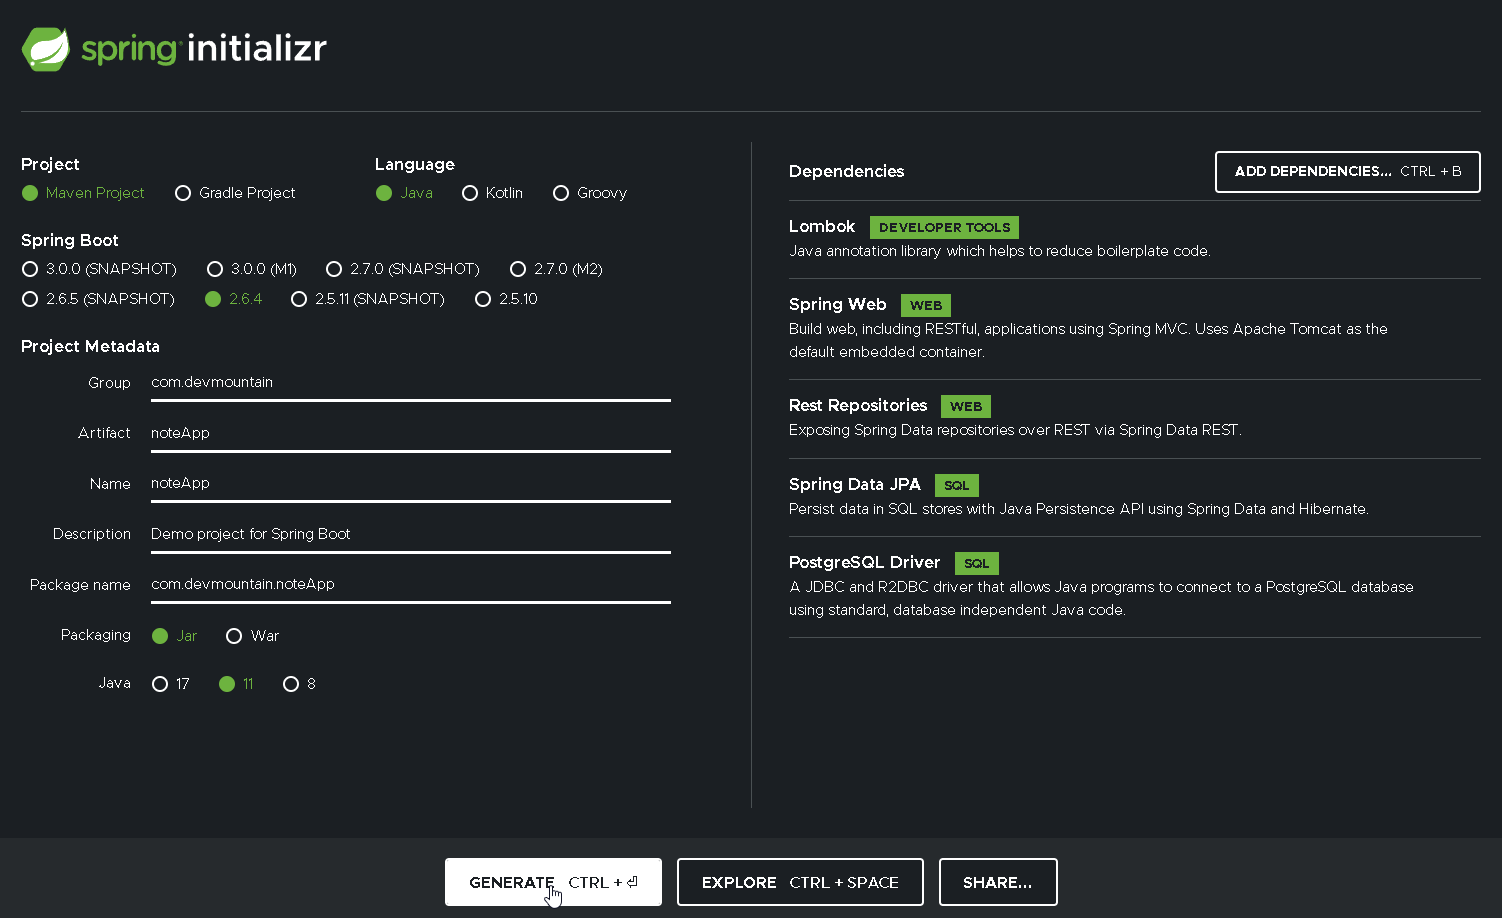 spring initializr
Project
Maven Project Gradle Project
Language
Java Kotlin Groovy
Spring Boot
3.0.0 (SNAPSHOT) 3.0.0 (M1) 2.7.0 (SNAPSHOT) 2.7.0 (M2)
2.6.5 (SNAPSHOT) 2.6.4 2.5.11 (SNAPSHOT) 2.5.10
Project Metadata
Group com.devmountain
Artifact noteApp
Name noteApp
Description Demo project for Spring Boot
Package name com.devmountain.noteApp
Packaging Jar War
Java 17 11 8
Dependencies ADD DEPENDENCIES... CTRL + B
Lombok DEVELOPER TOOLS
Java annotation library which helps to reduce boilerplate code.
Spring Web WEB
Build web, including RESTful, applications using Spring MVC. Uses Apache Tomcat as the
default embedded container.
Rest Repositories WEB
Exposing Spring Data repositories over REST via Spring Data REST.
Spring Data JPA SQL
Persist data in SQL stores with Java Persistence API using Spring Data and Hibernate.
PostgreSQL Driver SQL
A JDBC and R2DBC driver that allows Java programs to connect to a PostgreSQL database
using standard, database independent Java code.
GENERATE CTRL + ⏎ EXPLORE CTRL + SPACE SHARE...